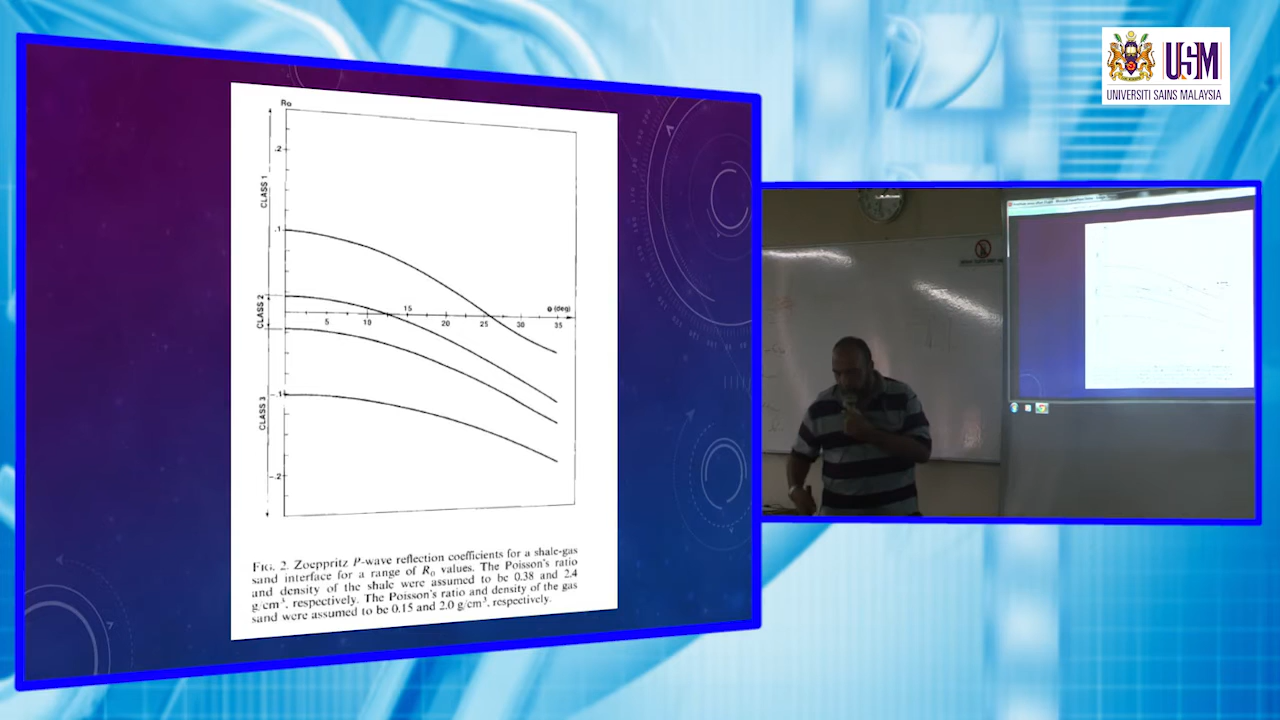 USM
UNIVERSITI SAINS MALAYSIA
Ro
.2
CLASS 1
.1
CLASS 2
15
θ (deg)
5
10
20
25
30
35
-.1
CLASS 3
-.2
FIG. 2. Zoeppritz P-wave reflection coefficients for a shale-gas
sand interface for a range of R0 values. The Poisson's ratio
and density of the shale were assumed to be 0.38 and 2.4
g/cm³, respectively. The Poisson's ratio and density of the gas
sand were assumed to be 0.15 and 2.0 g/cm³, respectively.